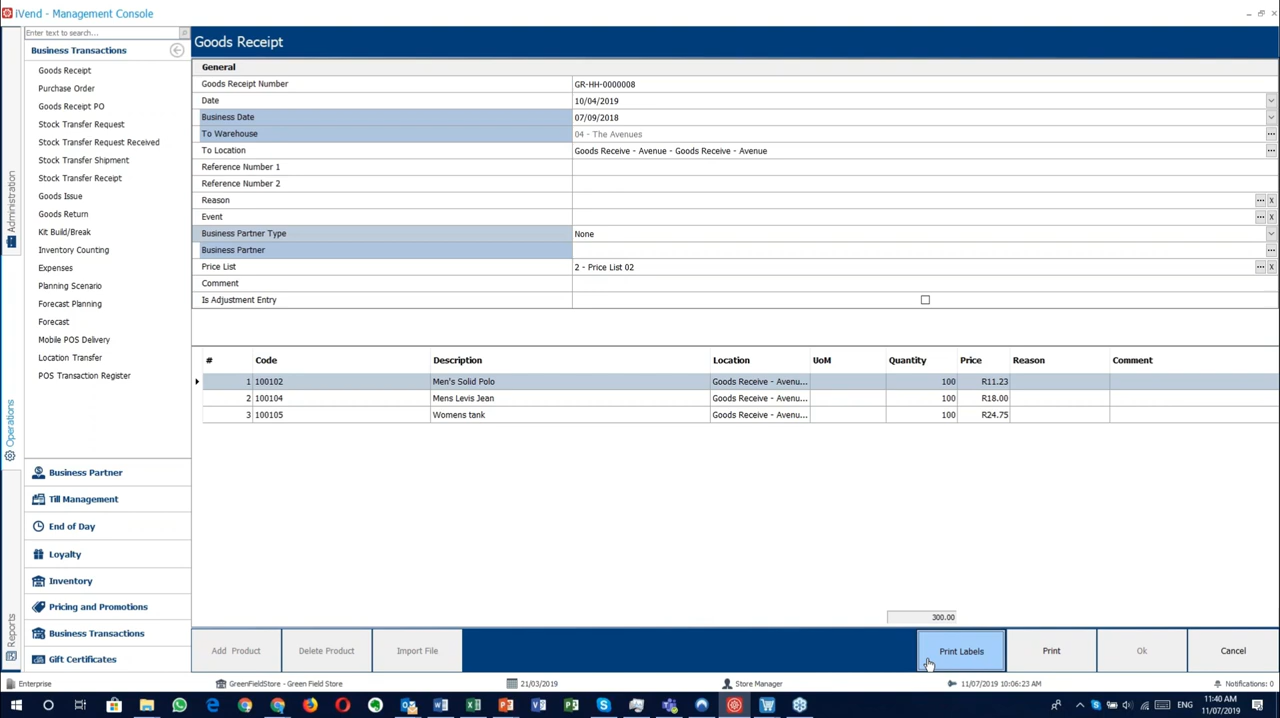 iVend - Management Console
Enter text to search...
Business Transactions
Goods Receipt
Purchase Order
Goods Receipt PO
Stock Transfer Request
Stock Transfer Request Received
Stock Transfer Shipment
Stock Transfer Receipt
Goods Issue
Goods Return
Kit Build/Break
Inventory Counting
Expenses
Planning Scenario
Forecast Planning
Forecast
Mobile POS Delivery
Location Transfer
POS Transaction Register
Administration
Operations
Reports
Business Partner
Till Management
End of Day
Loyalty
Inventory
Pricing and Promotions
Business Transactions
Gift Certificates
Goods Receipt
General
Goods Receipt Number GR-HH-0000008
Date 10/04/2019
Business Date 07/09/2018
To Warehouse 04 - The Avenues
To Location Goods Receive - Avenue - Goods Receive - Avenue
Reference Number 1
Reference Number 2
Reason
Event
Business Partner Type None
Business Partner
Price List 2 - Price List 02
Comment
Is Adjustment Entry
# Code Description Location UoM Quantity Price Reason Comment
1 100102 Men's Solid Polo Goods Receive - Avenu... 100 R11.23
2 100104 Mens Levis Jean Goods Receive - Avenu... 100 R18.00
3 100105 Womens tank Goods Receive - Avenu... 100 R24.75
300.00
Add Product Delete Product Import File Print Labels Print Ok Cancel
Enterprise GreenFieldStore - Green Field Store 21/03/2019 Store Manager 11/07/2019 10:06:23 AM Notifications: 0
ENG 11:40 AM
11/07/2019